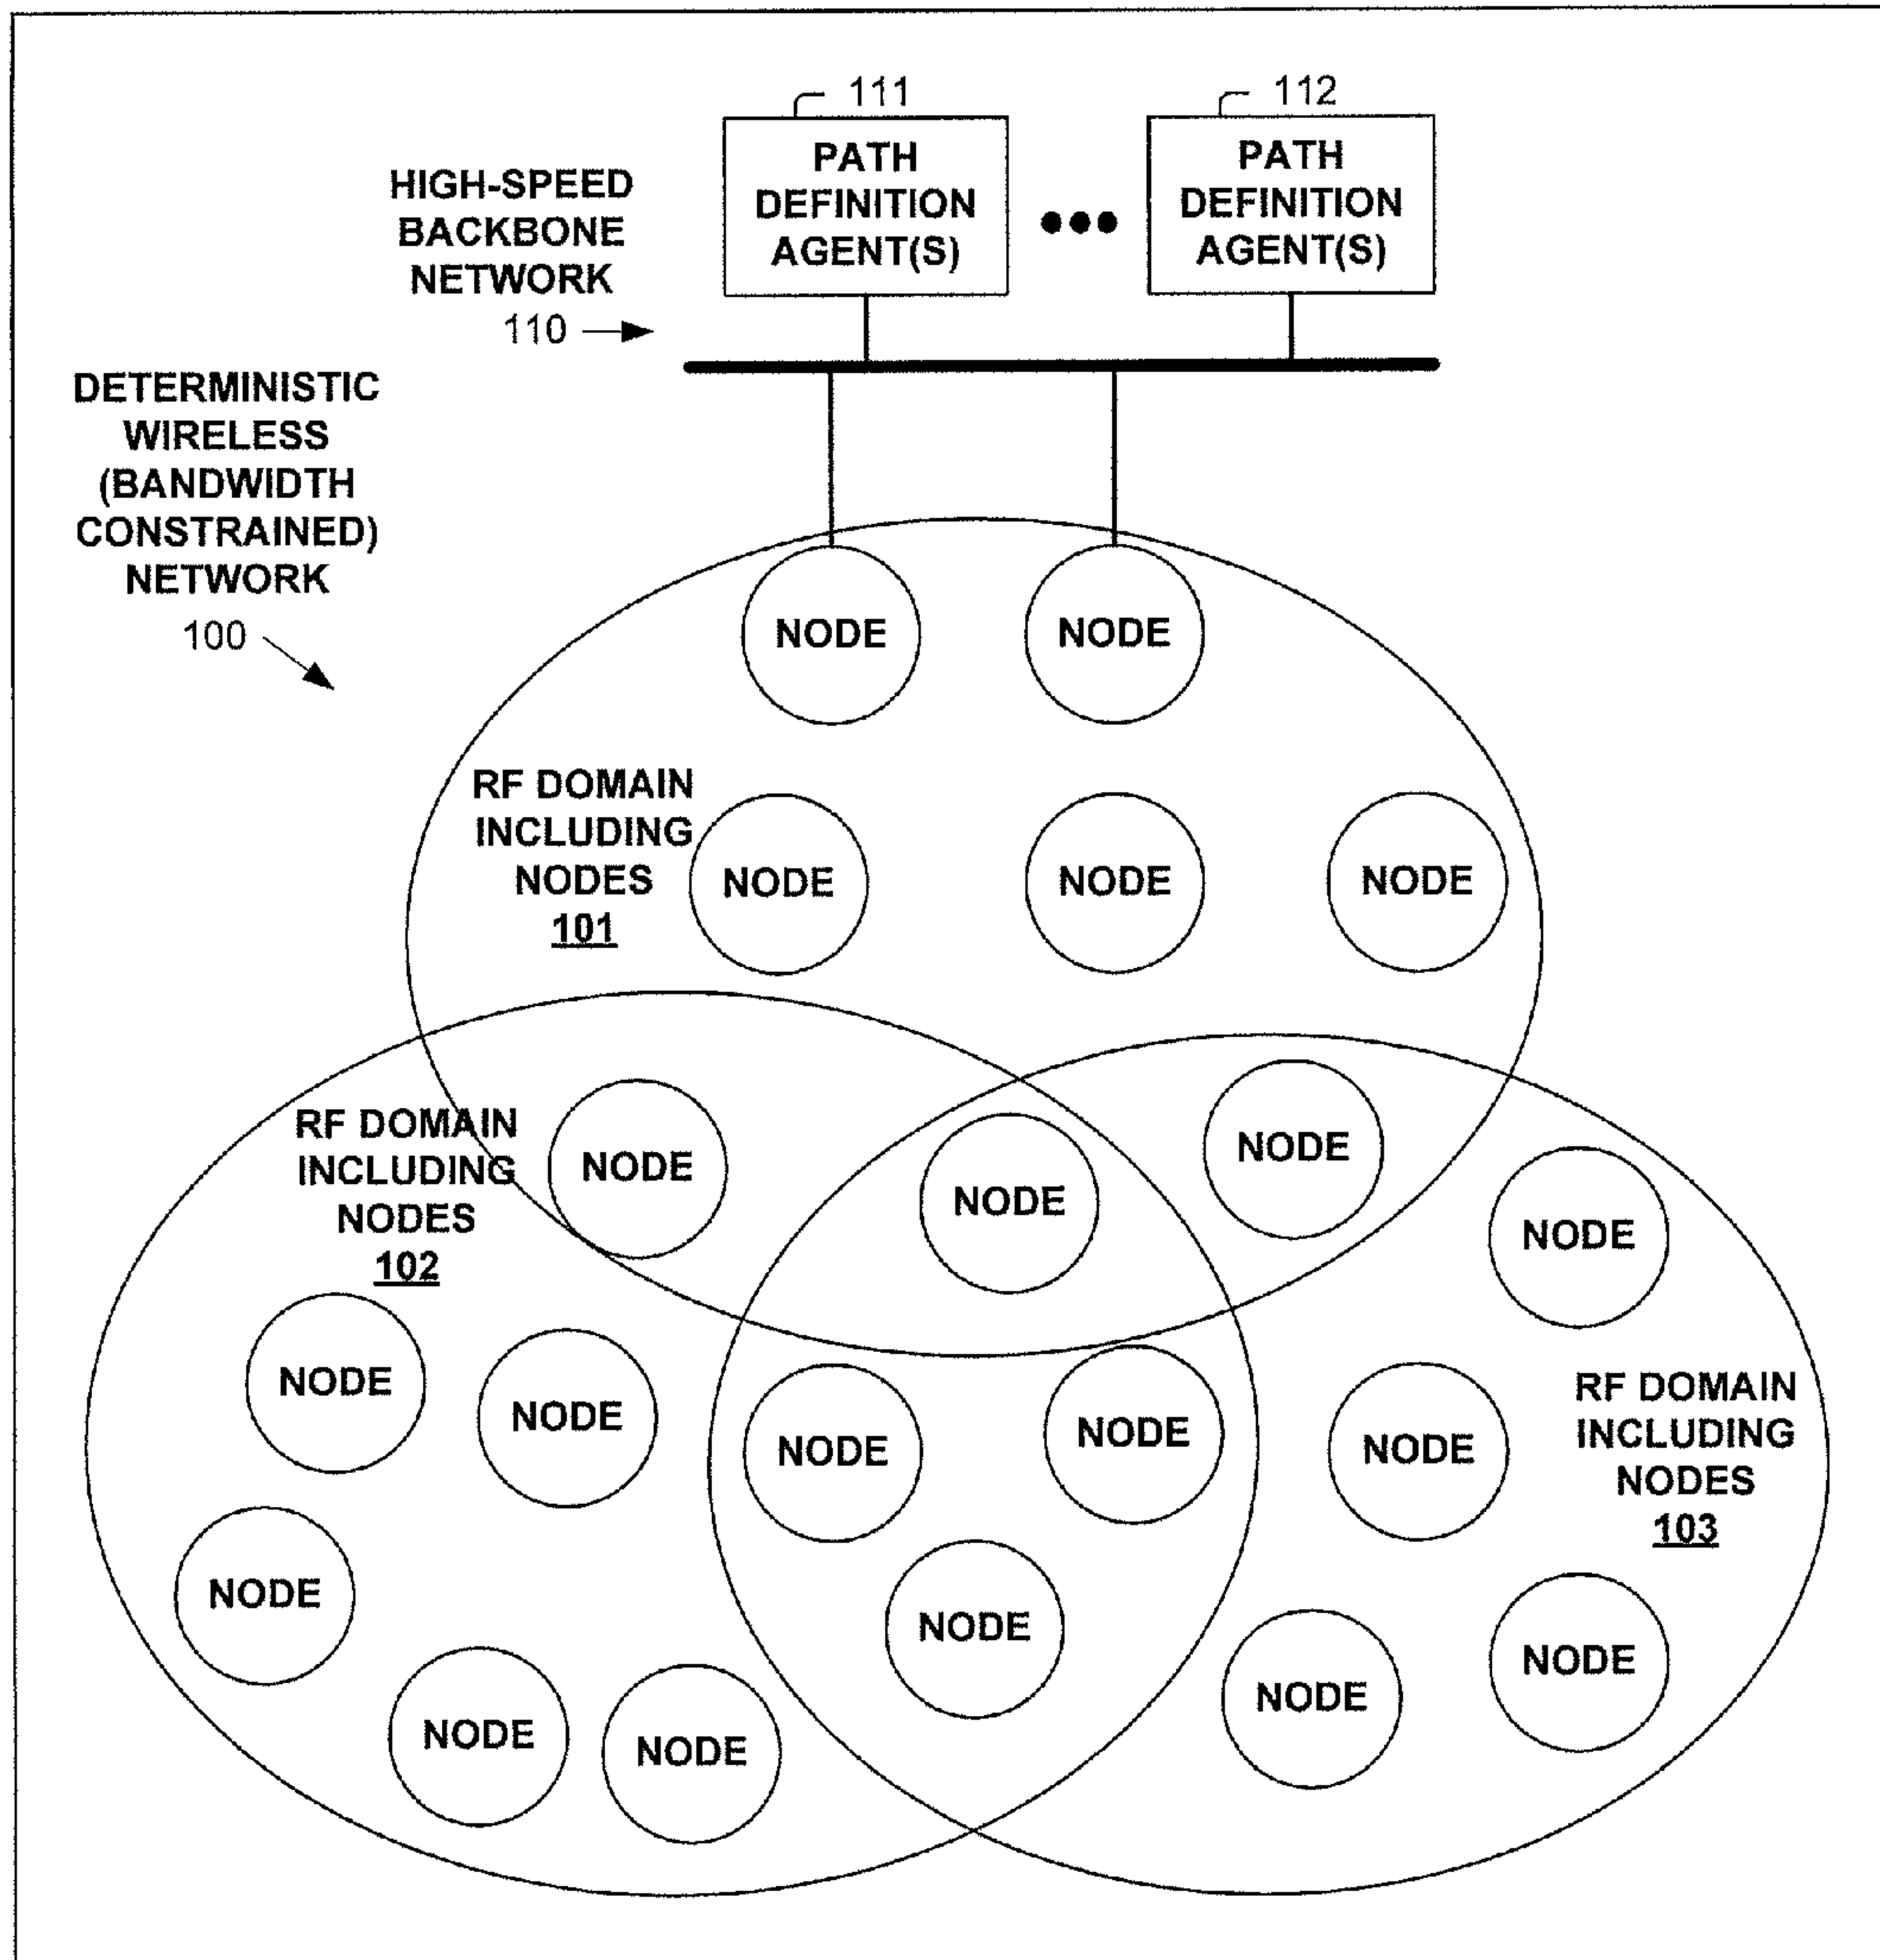 111
112
PATH
DEFINITION
AGENT(S)
PATH
DEFINITION
AGENT(S)
HIGH-SPEED
BACKBONE
NETWORK
110
DETERMINISTIC
WIRELESS
(BANDWIDTH
CONSTRAINED)
NETWORK
100
NODE
NODE
RF DOMAIN
INCLUDING
NODES
101
NODE
NODE
NODE
RF DOMAIN
INCLUDING
NODES
102
NODE
NODE
NODE
NODE
NODE
NODE
NODE
NODE
NODE
RF DOMAIN
INCLUDING
NODES
103
NODE
NODE
NODE
NODE
NODE
NODE
NODE